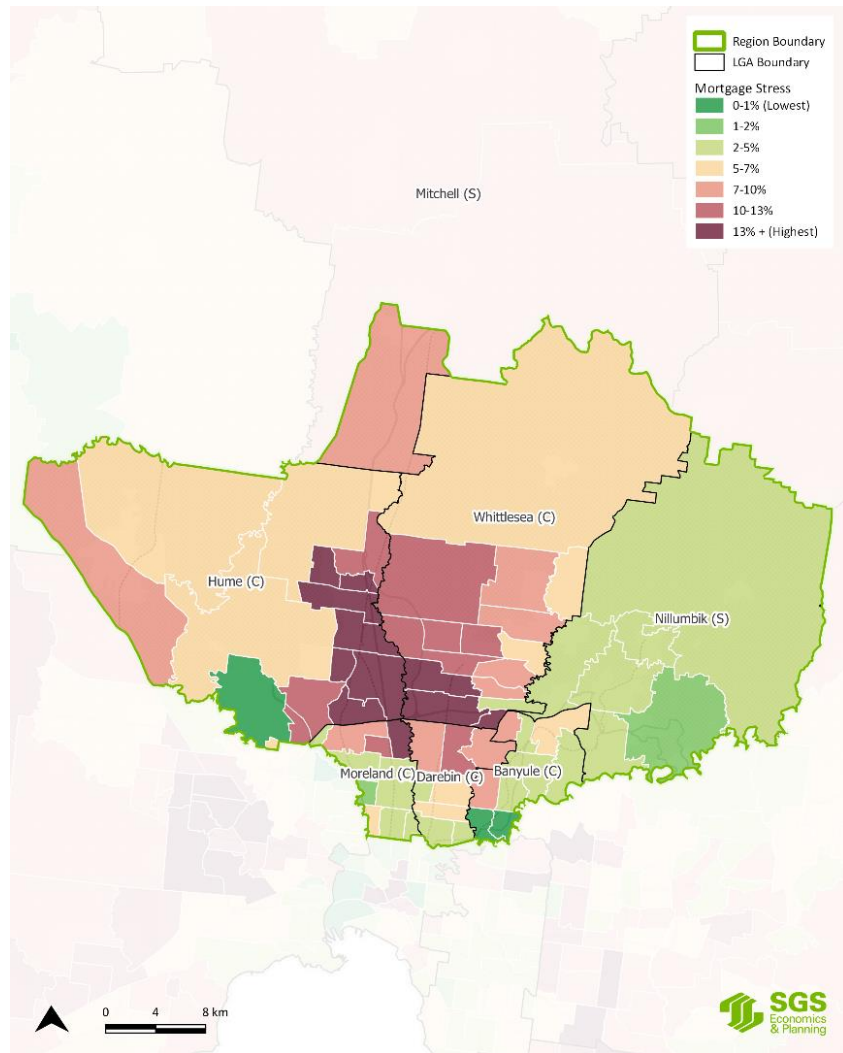 Region Boundary
LGA Boundary
Mortgage Stress
0-1% (Lowest)
1-2%
2-5%
5-7%
7-10%
10-13%
13% + (Highest)
Mitchell (S)
Whittlesea (C)
Hume (C)
Nillumbik (S)
Moreland (C)
Darebin (C)
Banyule (C)
0 4 8 km
SGS
Economics
& Planning